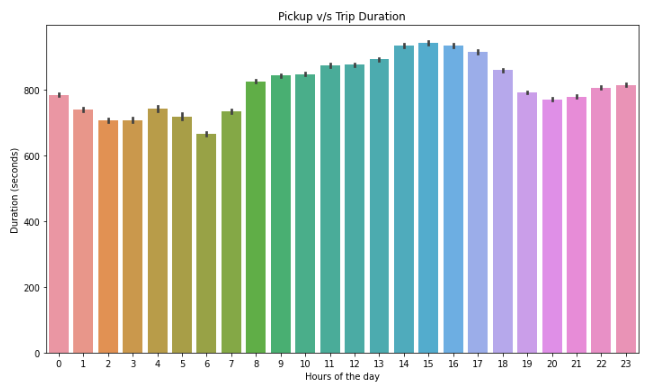 Pickup v/s Trip Duration
Duration (seconds)
800
600
400
200
0
0 1 2 3 4 5 6 7 8 9 10 11 12 13 14 15 16 17 18 19 20 21 22 23
Hours of the day